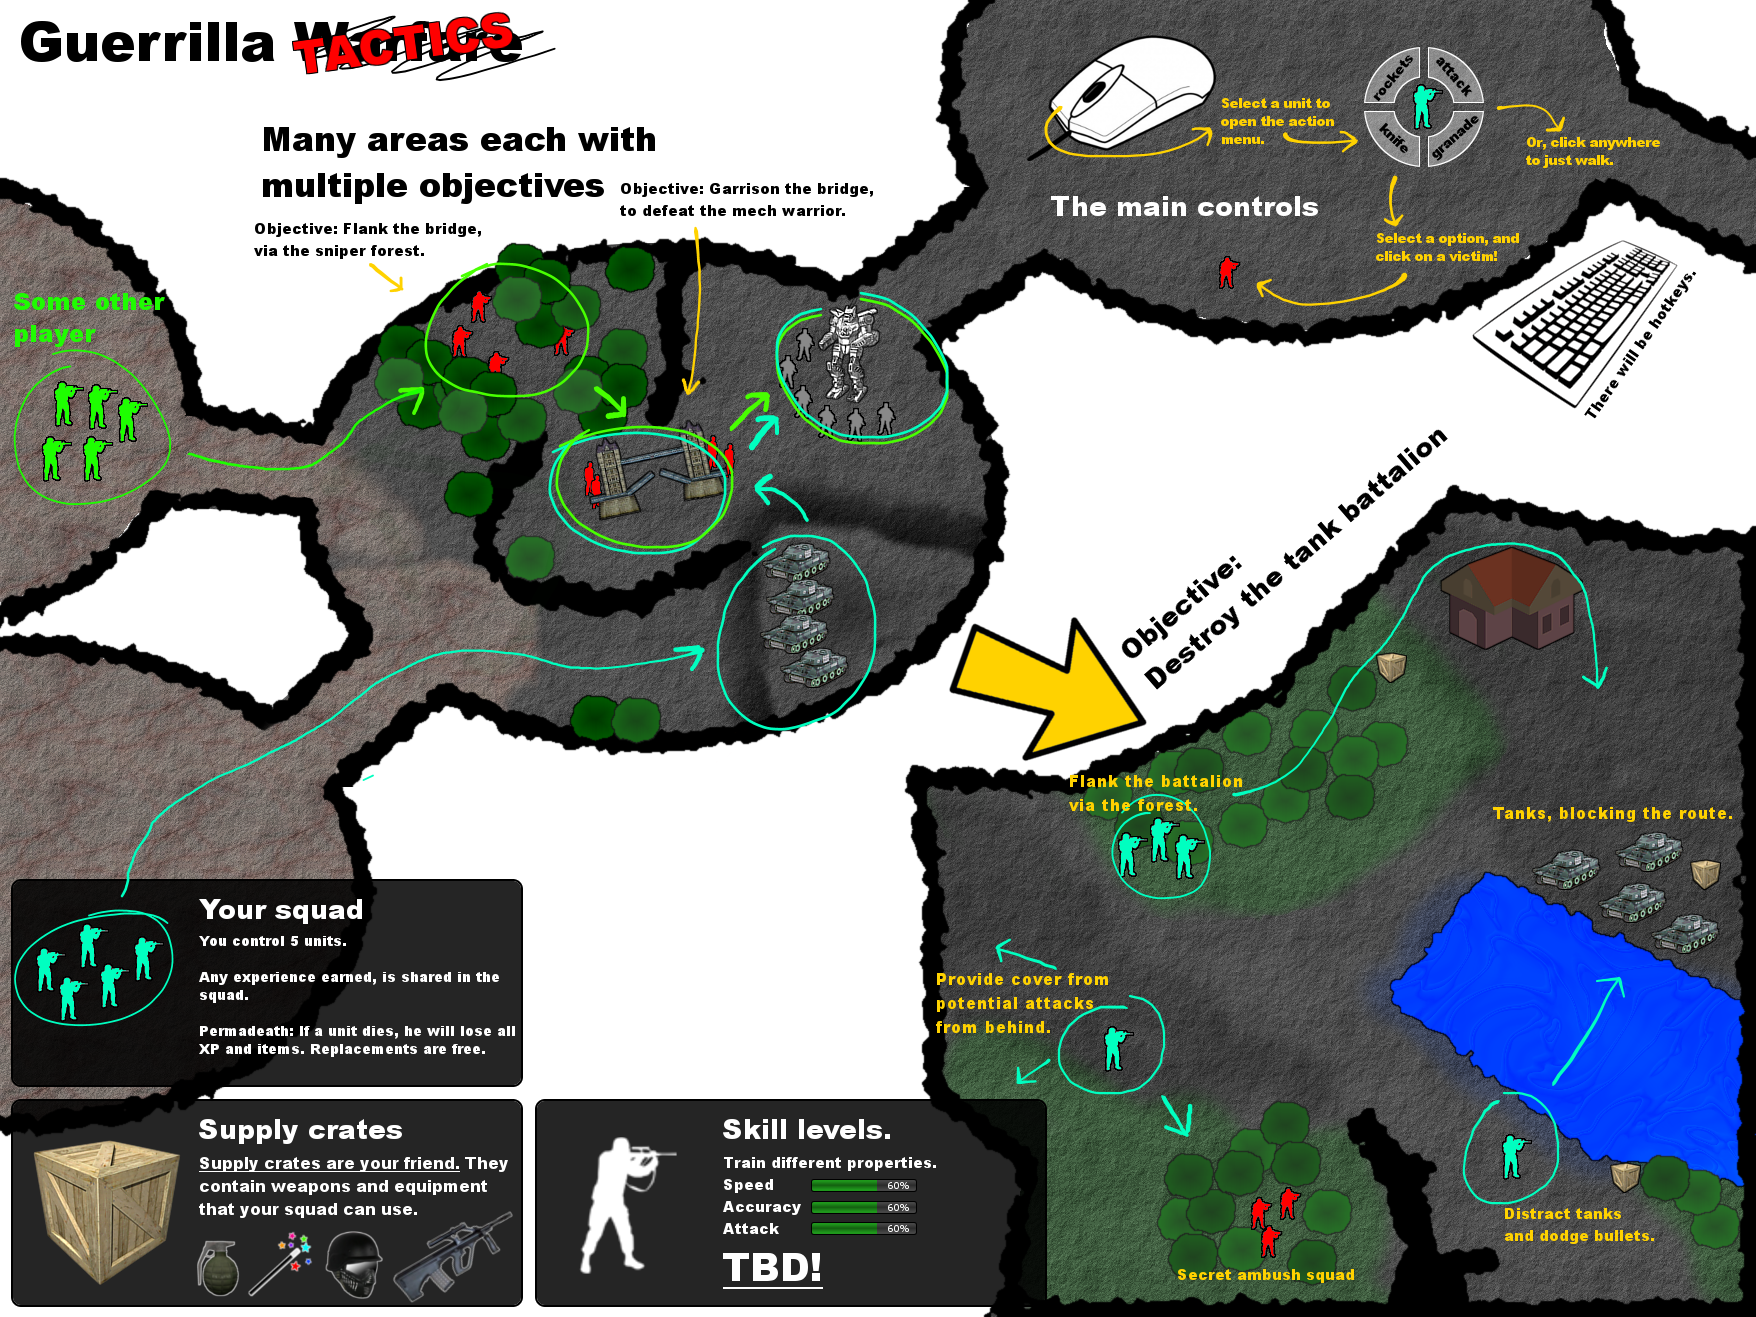 Guerrilla Warfare
TACTICS
Many areas each with
multiple objectives
Objective: Flank the bridge,
via the sniper forest.
Objective: Garrison the bridge,
to defeat the mech warrior.
Some other
player
Select a unit to
open the action
menu.
rockets
attack
knife
granade
Or, click anywhere
to just walk.
The main controls
Select a option, and
click on a victim!
There will be hotkeys.
Objective:
Destroy the tank battalion
Flank the battalion
via the forest.
Tanks, blocking the route.
Provide cover from
potential attacks
from behind.
Distract tanks
and dodge bullets.
Secret ambush squad
Your squad
You control 5 units.
Any experience earned, is shared in the
squad.
Permadeath: If a unit dies, he will lose all
XP and items. Replacements are free.
Supply crates
Supply crates are your friend. They
contain weapons and equipment
that your squad can use.
Skill levels.
Train different properties.
Speed 60%
Accuracy 60%
Attack 60%
TBD!